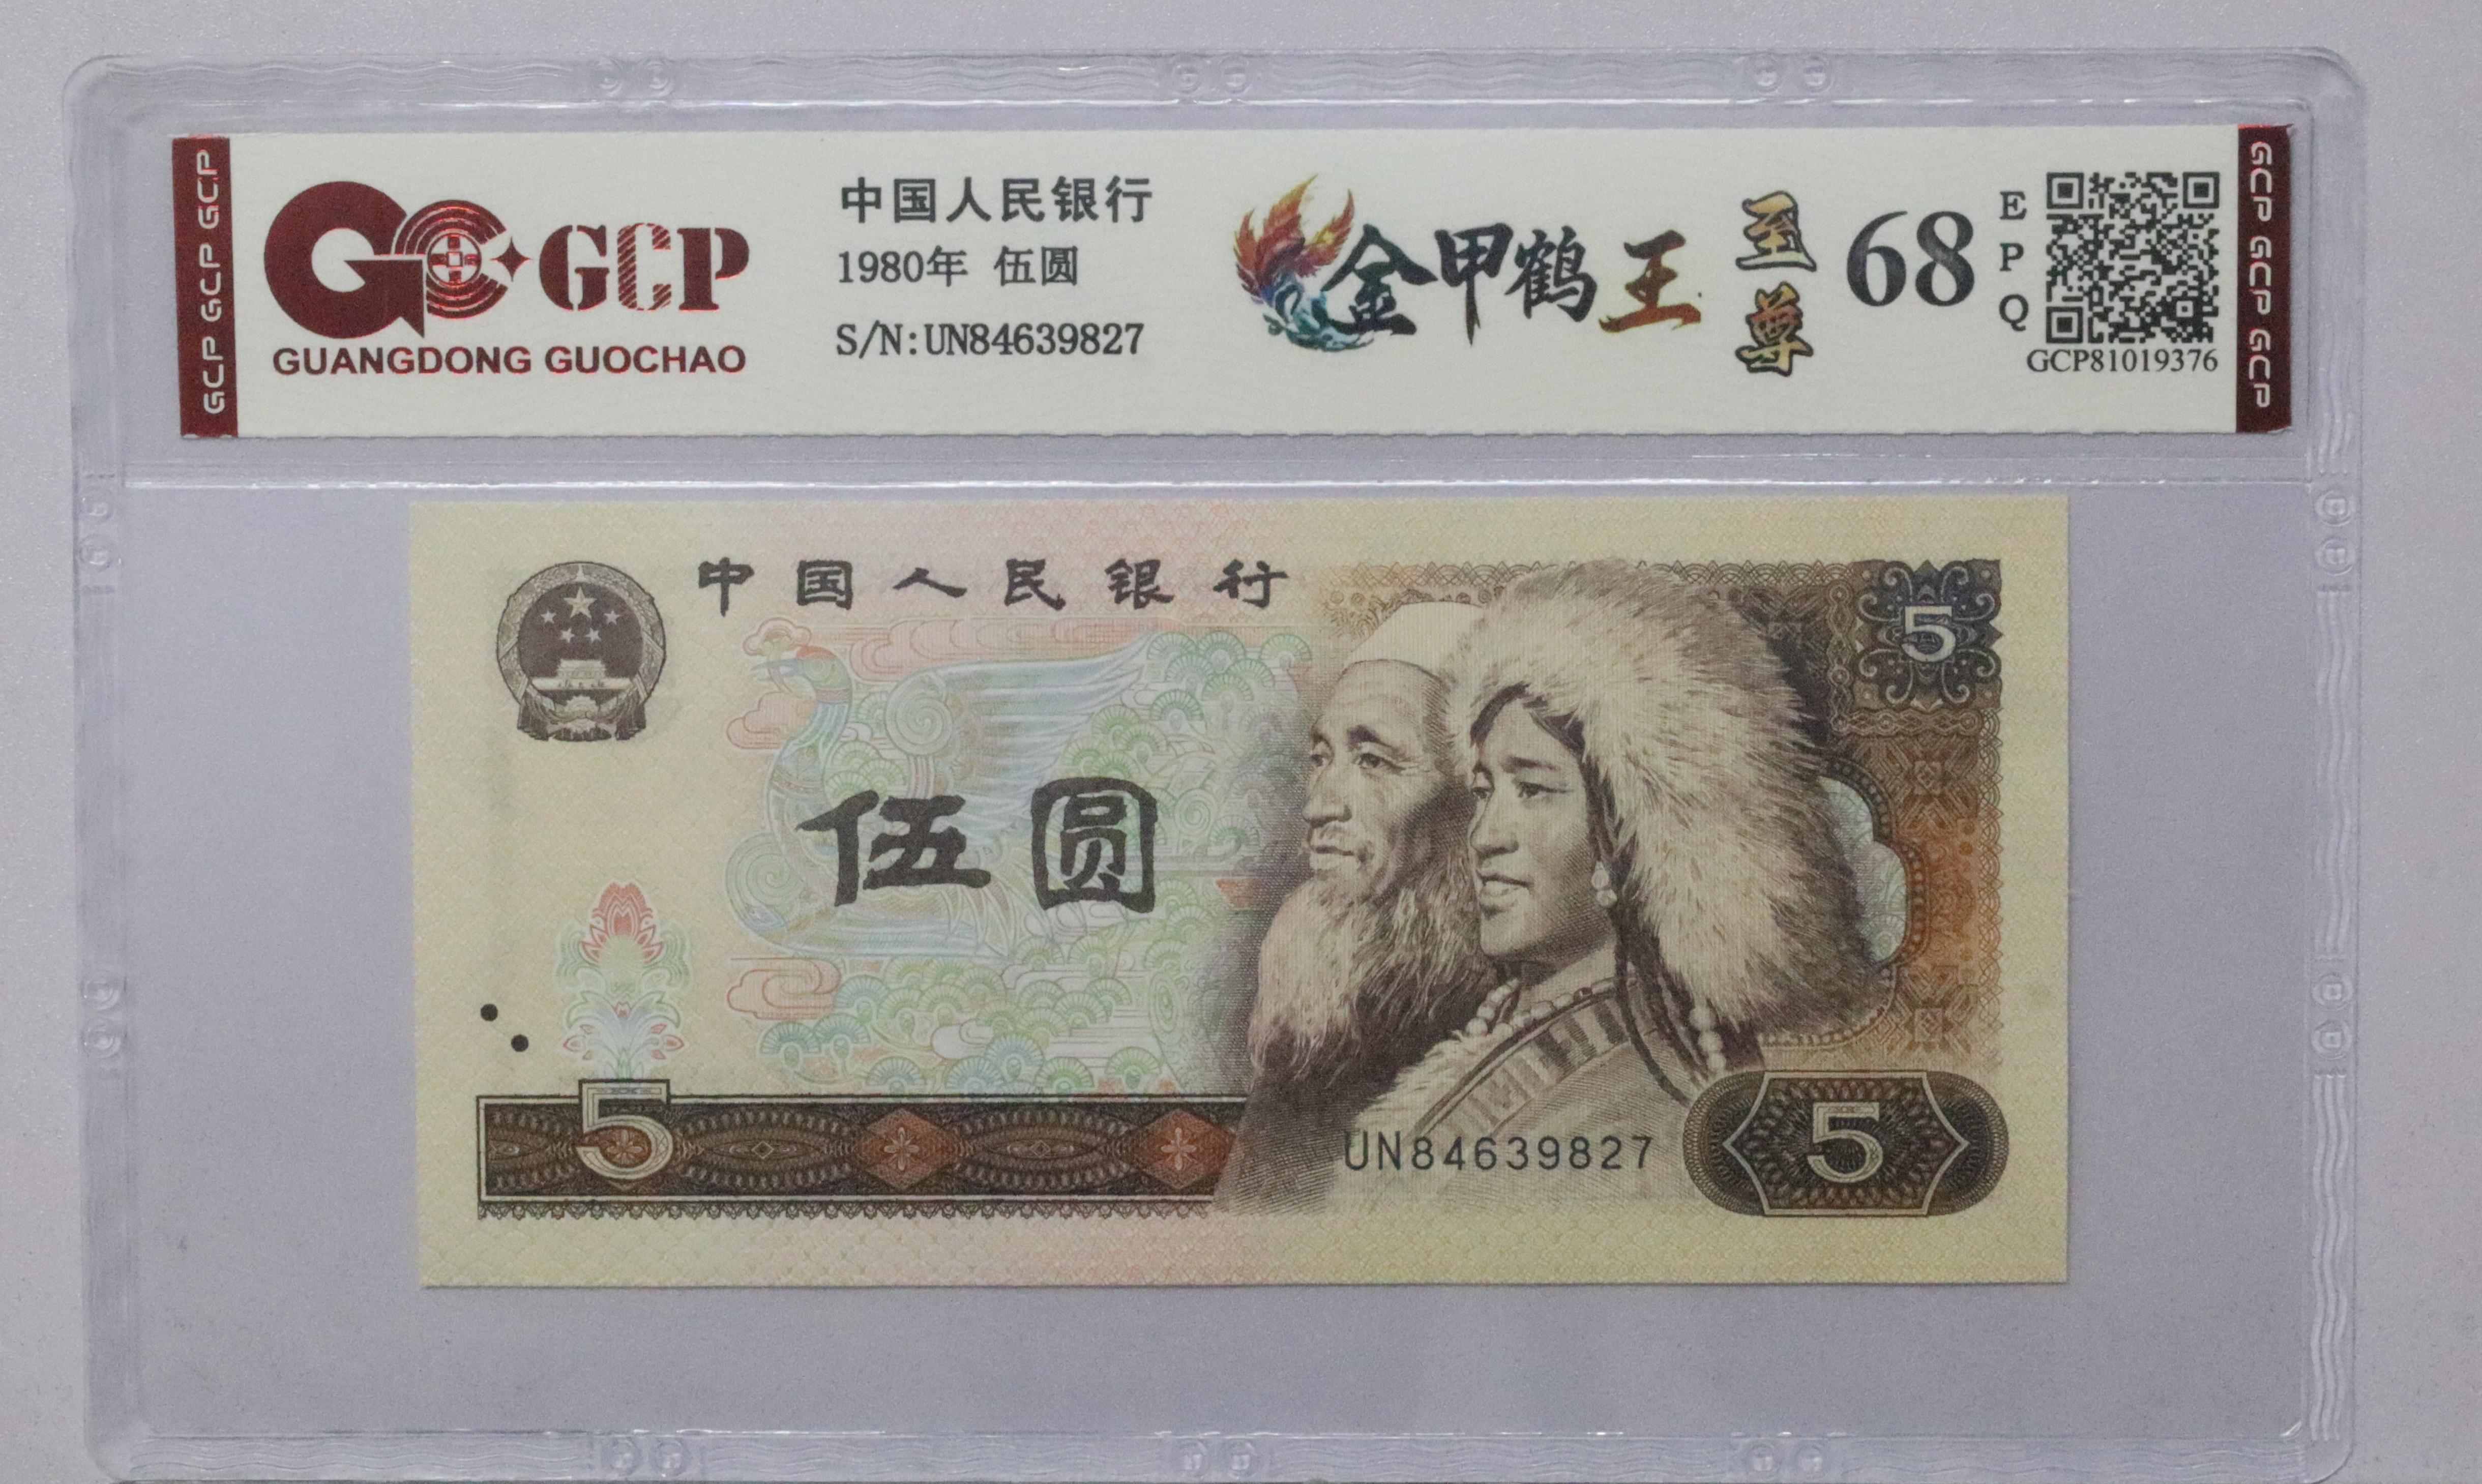 GCP GCP GCP
GCP
GUANGDONG GUOCHAO
中国人民银行
1980年 伍圆
S/N:UN84639827
金甲鹤王
至尊
68
EPQ
GCP81019376
GCP GCP GCP
中国人民银行
5
伍圆
5
UN84639827
5